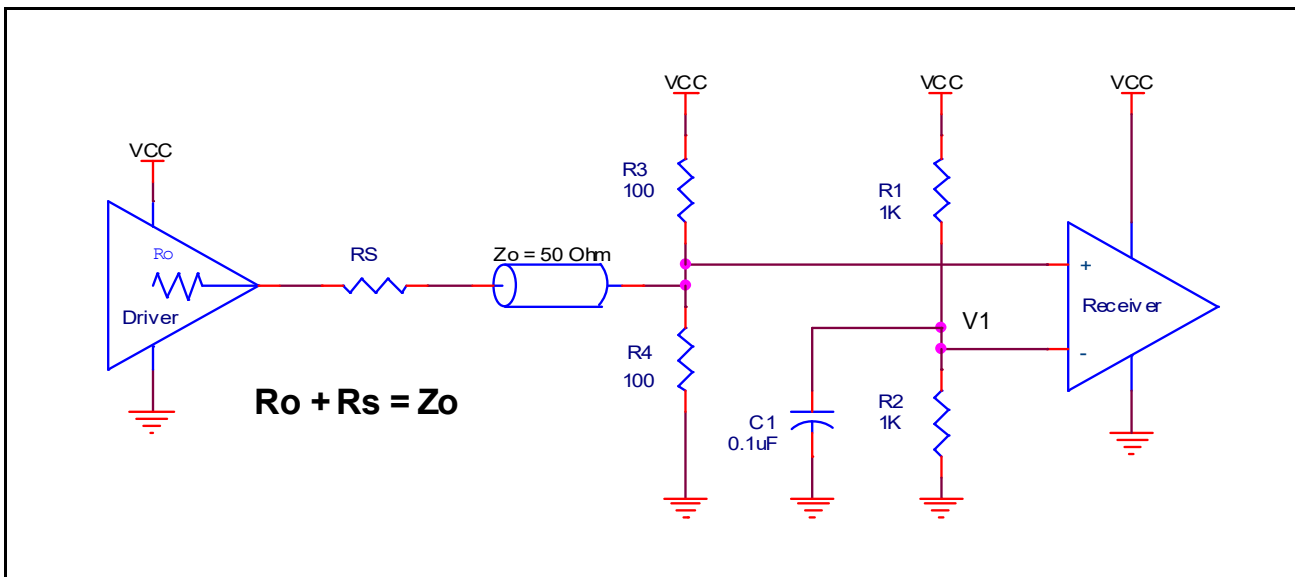 VCC
VCC
VCC
VCC
R3
100
R1
1K
Ro
RS
Zo = 50 Ohm
+
Receiver
Driver
V1
-
R4
100
Ro + Rs = Zo
C1
0.1uF
R2
1K